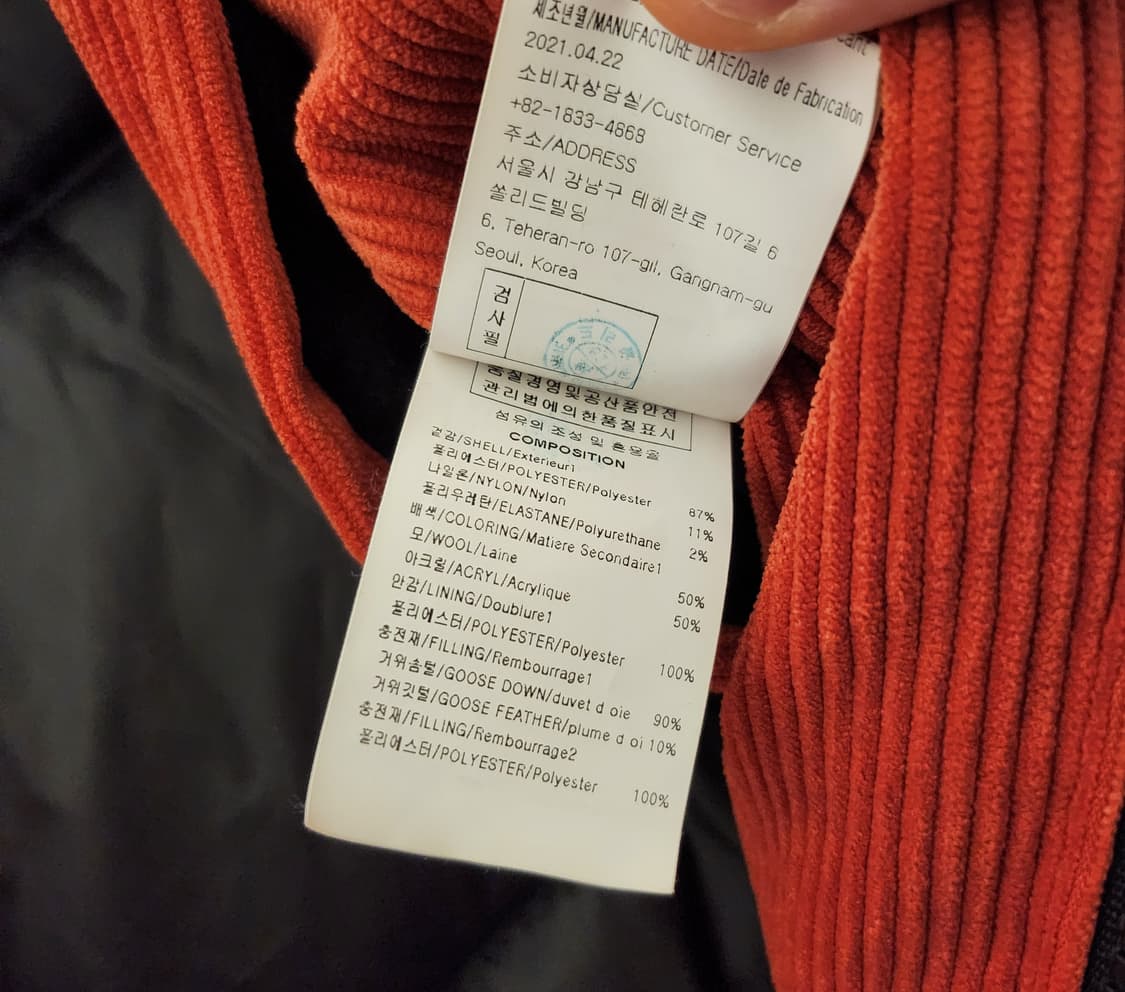 제조년월/MANUFACTURE DATE/Date de Fabrication
2021.04.22
소비자상담실/Customer Service
+82-1833-4868
주소/ADDRESS
서울시 강남구 테헤란로 107길 6
쏠리드빌딩
6, Teheran-ro 107-gil, Gangnam-gu
Seoul, Korea
검사필
품질경영및공산품안전
관리법에의한품질표시
섬유의 조성 및 혼용율
COMPOSITION
겉감/SHELL/Exterieur1
폴리에스터/POLYESTER/Polyester 87%
나일론/NYLON/Nylon 11%
폴리우레탄/ELASTANE/Polyurethane 2%
배색/COLORING/Matiere Secondaire1
모/WOOL/Laine 50%
아크릴/ACRYL/Acrylique 50%
안감/LINING/Doublure1
폴리에스터/POLYESTER/Polyester 100%
충전재/FILLING/Rembourrage1
거위솜털/GOOSE DOWN/duvet d oie 90%
거위깃털/GOOSE FEATHER/plume d oi 10%
충전재/FILLING/Rembourrage2
폴리에스터/POLYESTER/Polyester 100%